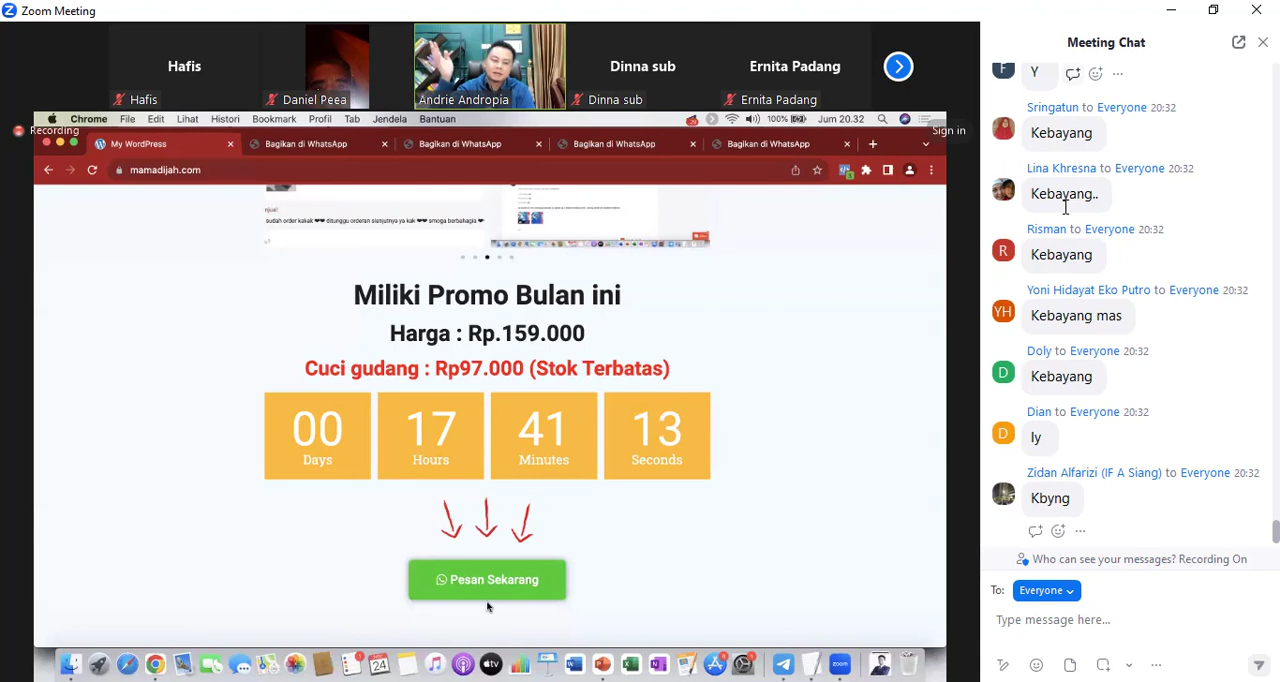 Zoom Meeting
Hafis
Dinna sub
Ernita Padang
Hafis
Daniel Peea
Andrie Andropia
Dinna sub
Ernita Padang
Recording
Sign in
Chrome File Edit Lihat Histori Bookmark Profil Tab Jendela Bantuan
100% Jum 20.32
My WordPress
Bagikan di WhatsApp
Bagikan di WhatsApp
Bagikan di WhatsApp
Bagikan di WhatsApp
mamadijah.com
Miliki Promo Bulan ini
Harga : Rp.159.000
Cuci gudang : Rp97.000 (Stok Terbatas)
00 17 41 13
Days Hours Minutes Seconds
Pesan Sekarang
Meeting Chat
F
Y
Sringatun to Everyone 20:32
Kebayang
Lina Khresna to Everyone 20:32
Kebayang..
Risman to Everyone 20:32
R
Kebayang
Yoni Hidayat Eko Putro to Everyone 20:32
YH
Kebayang mas
Doly to Everyone 20:32
D
Kebayang
Dian to Everyone 20:32
D
Iy
Zidan Alfarizi (IF A Siang) to Everyone 20:32
Kbyng
Who can see your messages? Recording On
To: Everyone
Type message here...